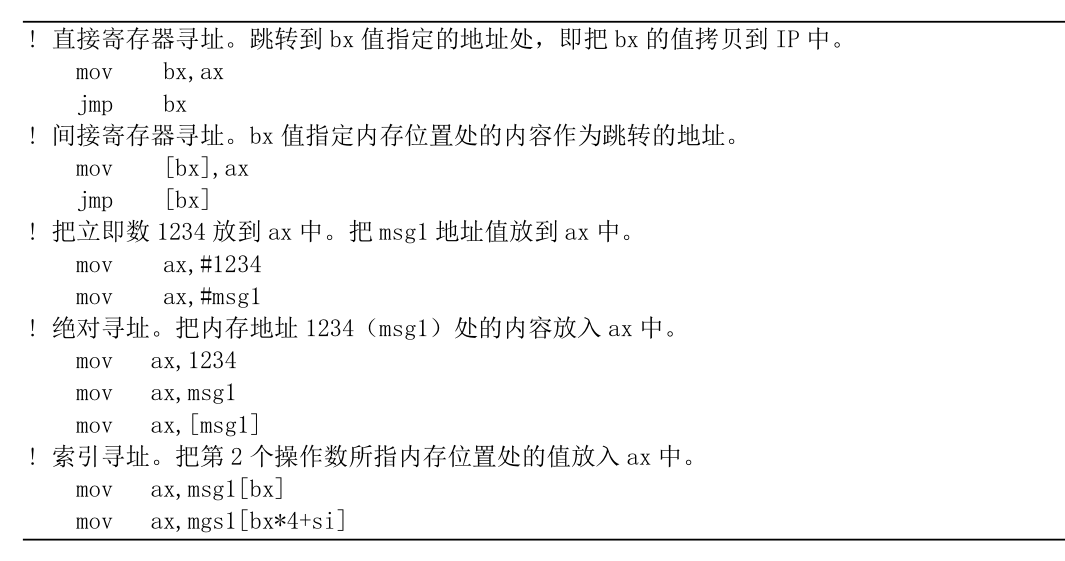 ! 直接寄存器寻址。跳转到 bx 值指定的地址处，即把 bx 的值拷贝到 IP 中。
mov bx,ax
jmp bx
! 间接寄存器寻址。bx 值指定内存位置处的内容作为跳转的地址。
mov [bx],ax
jmp [bx]
! 把立即数 1234 放到 ax 中。把 msg1 地址值放到 ax 中。
mov ax,#1234
mov ax,#msg1
! 绝对寻址。把内存地址 1234（msg1）处的内容放入 ax 中。
mov ax,1234
mov ax,msg1
mov ax,[msg1]
! 索引寻址。把第 2 个操作数所指内存位置处的值放入 ax 中。
mov ax,msg1[bx]
mov ax,mgs1[bx*4+si]